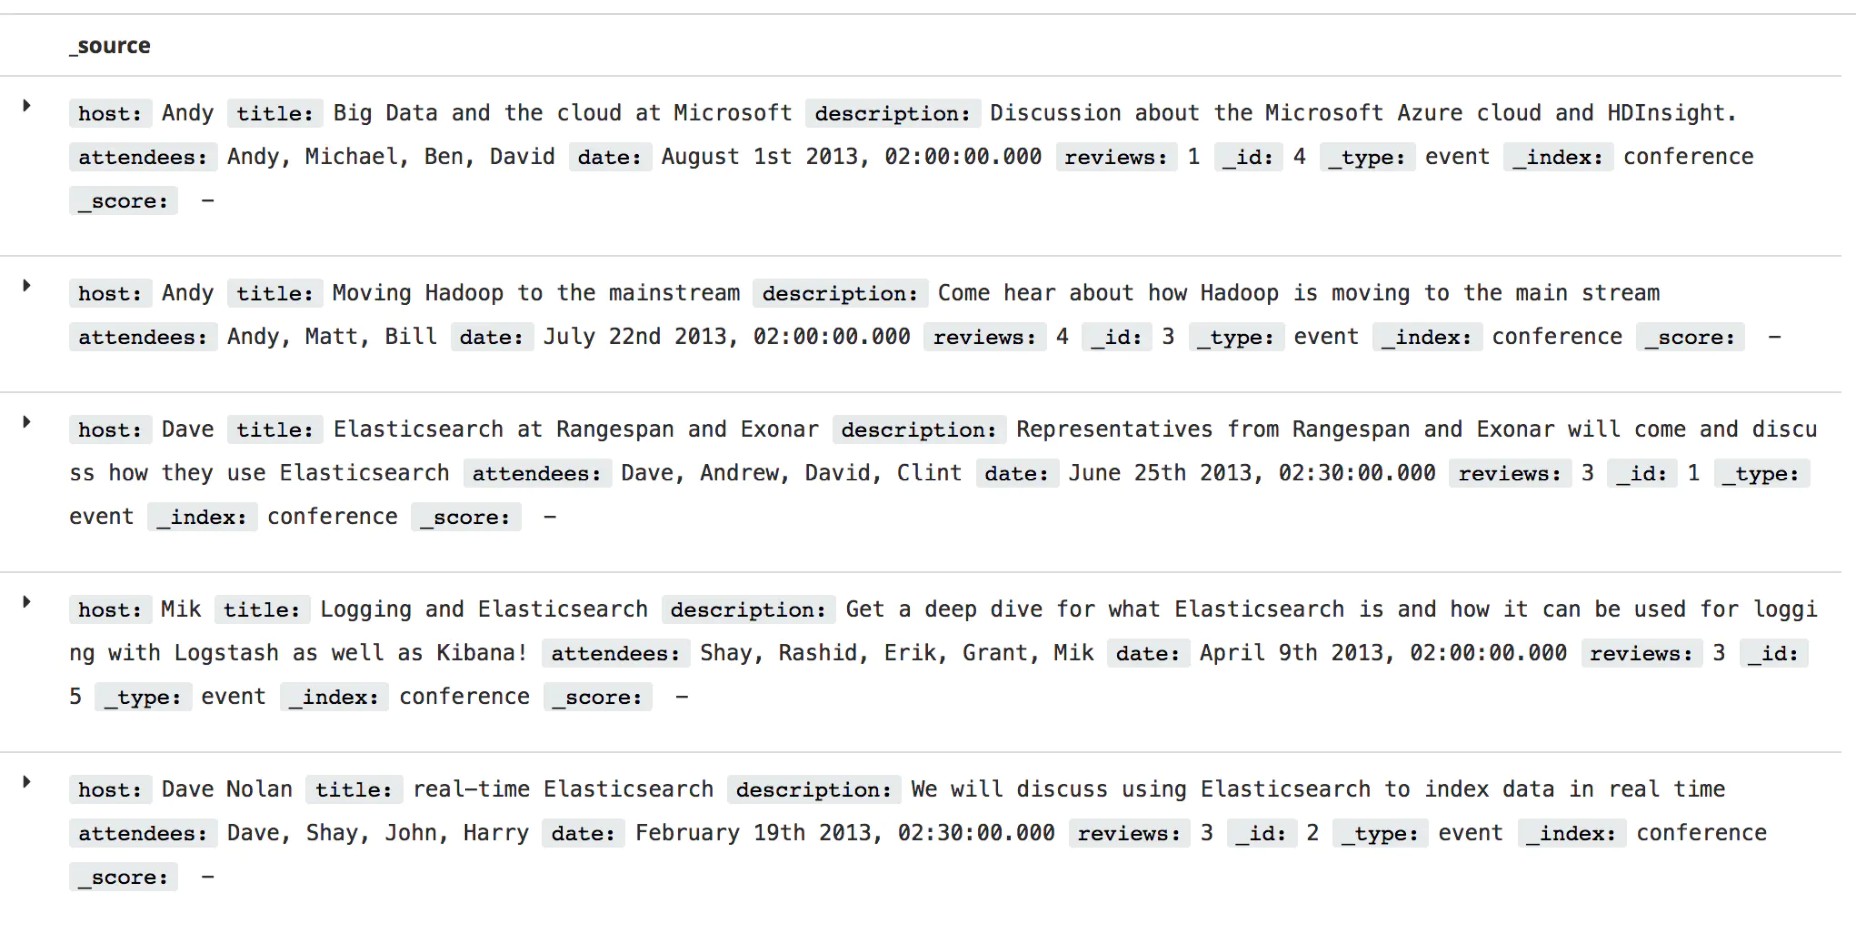 _source
host: Andy title: Big Data and the cloud at Microsoft description: Discussion about the Microsoft Azure cloud and HDInsight.
attendees: Andy, Michael, Ben, David date: August 1st 2013, 02:00:00.000 reviews: 1 _id: 4 _type: event _index: conference
_score: –
host: Andy title: Moving Hadoop to the mainstream description: Come hear about how Hadoop is moving to the main stream
attendees: Andy, Matt, Bill date: July 22nd 2013, 02:00:00.000 reviews: 4 _id: 3 _type: event _index: conference _score: –
host: Dave title: Elasticsearch at Rangespan and Exonar description: Representatives from Rangespan and Exonar will come and discu
ss how they use Elasticsearch attendees: Dave, Andrew, David, Clint date: June 25th 2013, 02:30:00.000 reviews: 3 _id: 1 _type:
event _index: conference _score: –
host: Mik title: Logging and Elasticsearch description: Get a deep dive for what Elasticsearch is and how it can be used for loggi
ng with Logstash as well as Kibana! attendees: Shay, Rashid, Erik, Grant, Mik date: April 9th 2013, 02:00:00.000 reviews: 3 _id:
5 _type: event _index: conference _score: –
host: Dave Nolan title: real-time Elasticsearch description: We will discuss using Elasticsearch to index data in real time
attendees: Dave, Shay, John, Harry date: February 19th 2013, 02:30:00.000 reviews: 3 _id: 2 _type: event _index: conference
_score: –